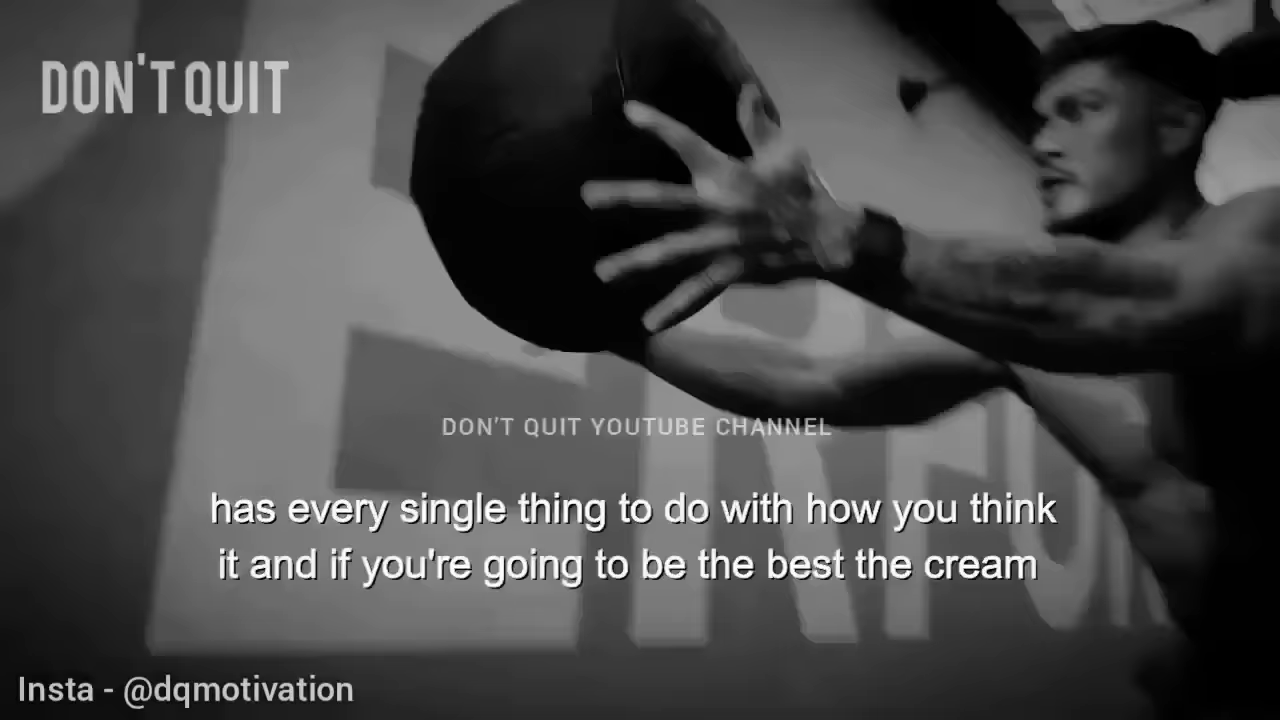 DON'T QUIT
DON'T QUIT YOUTUBE CHANNEL
has every single thing to do with how you think
it and if you're going to be the best the cream
Insta - @dqmotivation